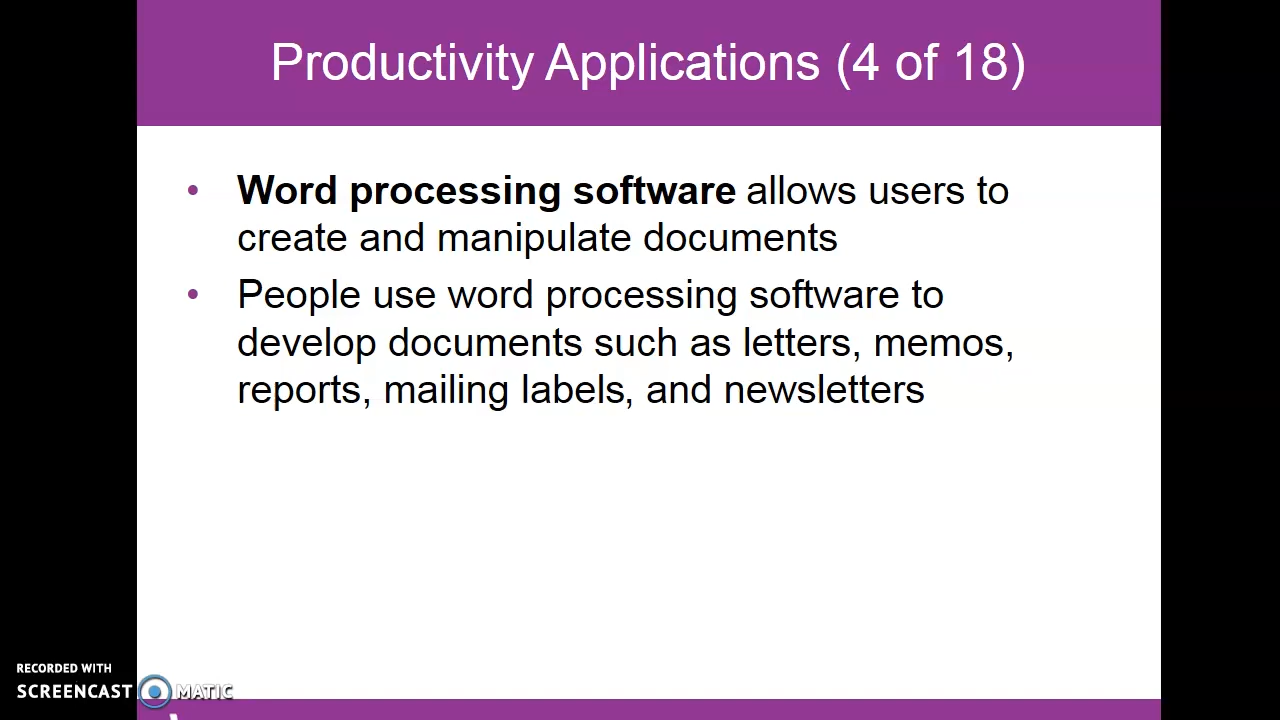 Productivity Applications (4 of 18)
• Word processing software allows users to
create and manipulate documents
• People use word processing software to
develop documents such as letters, memos,
reports, mailing labels, and newsletters
RECORDED WITH
SCREENCAST MATIC